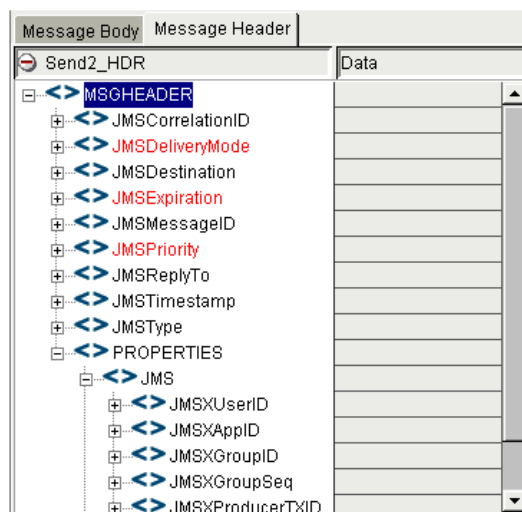 Message Body Message Header
Send2_HDR Data
MSGHEADER
JMSCorrelationID
JMSDeliveryMode
JMSDestination
JMSExpiration
JMSMessageID
JMSPriority
JMSReplyTo
JMSTimestamp
JMSType
PROPERTIES
JMS
JMSXUserID
JMSXAppID
JMSXGroupID
JMSXGroupSeq
JMSXProducerTXID